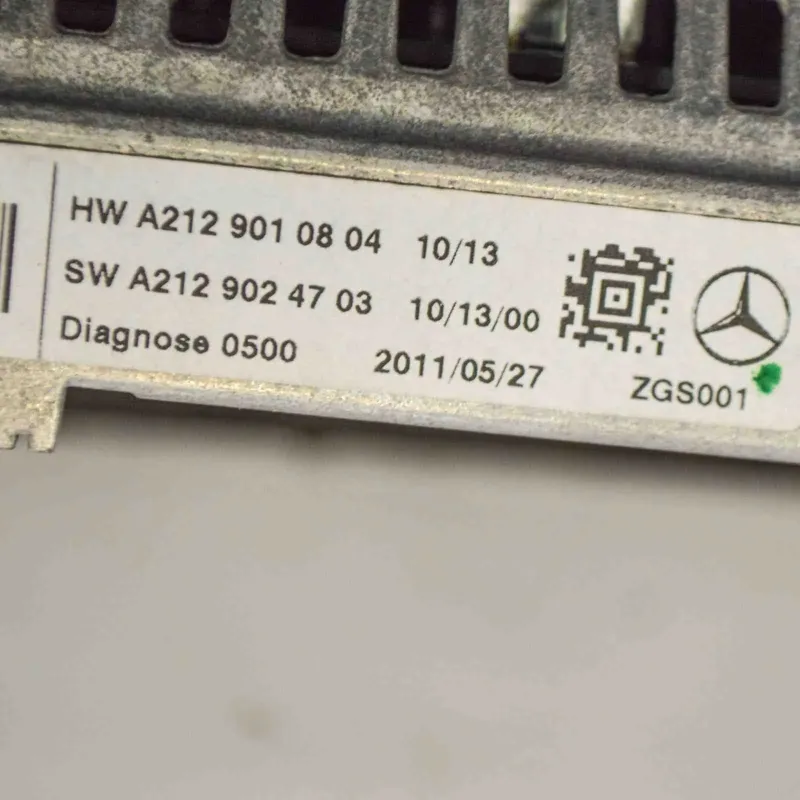 HW A212 901 08 04 10/13
SW A212 902 47 03 10/13/00
Diagnose 0500 2011/05/27
ZGS001